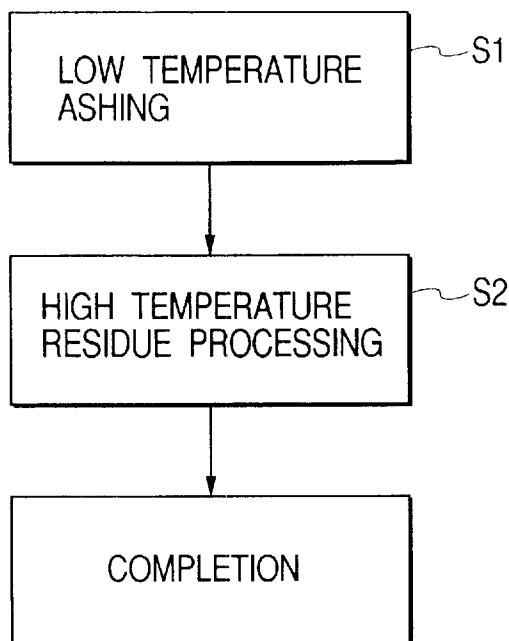 LOW TEMPERATURE
ASHING
S1
HIGH TEMPERATURE
RESIDUE PROCESSING
S2
COMPLETION